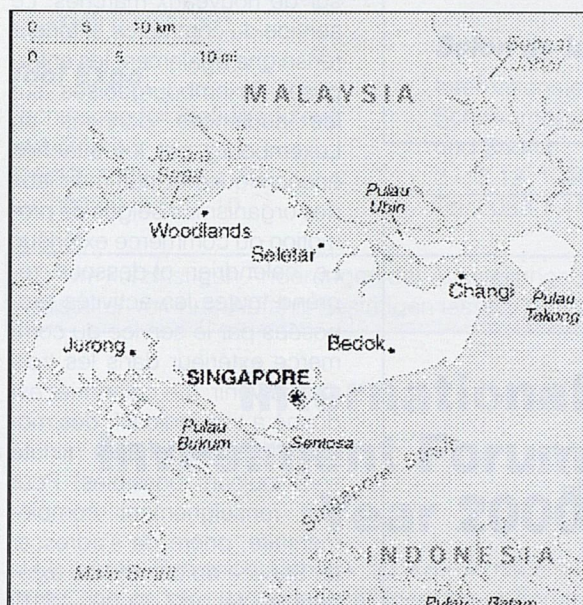 0 5 10 km
0 5 10 mi
Sungai
Johor
MALAYSIA
Johore
Strait
Pulau
Ubin
Woodlands
Seletar
Changi
Pulau
Tekong
Jurong
Bedok
SINGAPORE
Pulau
Bukum
Sentosa
Singapore Strait
INDONESIA
Main Strait
Pulau Batam